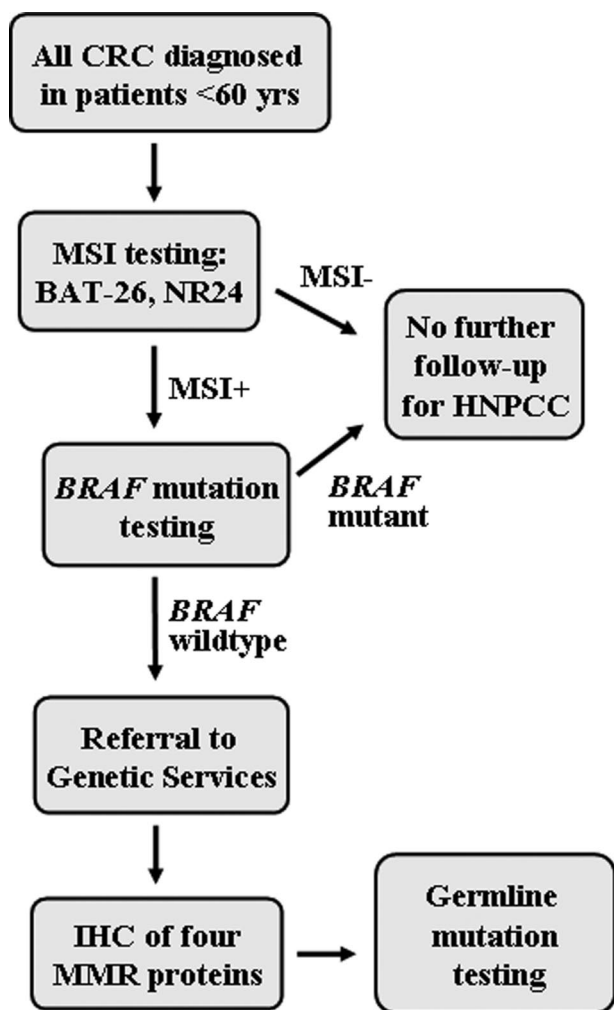 All CRC diagnosed
in patients <60 yrs
MSI testing:
BAT-26, NR24
MSI-
No further
follow-up
for HNPCC
MSI+
BRAF mutation
testing
BRAF
mutant
BRAF
wildtype
Referral to
Genetic Services
IHC of four
MMR proteins
Germline
mutation
testing